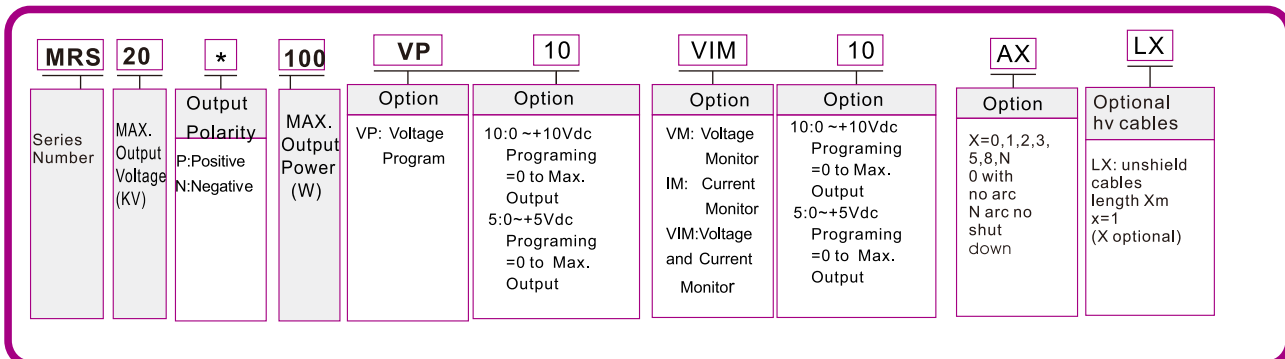 MRS 20 * 100 VP 10 VIM 10 AX LX
Series
Number
MAX.
Output
Voltage
(KV)
Output
Polarity
P:Positive
N:Negative
MAX.
Output
Power
(W)
Option
VP: Voltage
Program
Option
10:0 ~+10Vdc
Programing
=0 to Max.
Output
5:0~+5Vdc
Programing
=0 to Max.
Output
Option
VM: Voltage
Monitor
IM: Current
Monitor
VIM:Voltage
and Current
Monitor
Option
10:0 ~+10Vdc
Programing
=0 to Max.
Output
5:0~+5Vdc
Programing
=0 to Max.
Output
Option
X=0,1,2,3,
5,8,N
0 with
no arc
N arc no
shut
down
Optional
hv cables
LX: unshield
cables
length Xm
x=1
(X optional)